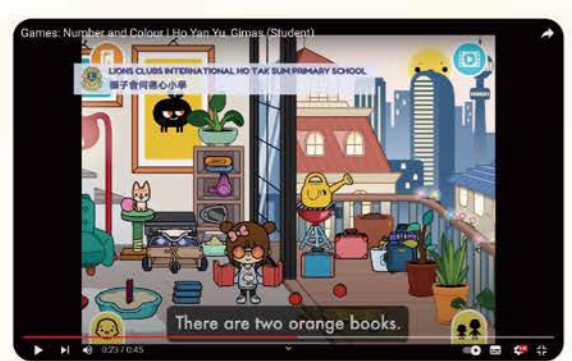 Games: Number and Colour | Ho Yan Yu, Gimas (Student)
LIONS CLUBS INTERNATIONAL HO TAK SUM PRIMARY SCHOOL
獅子會何德心小學
There are two orange books.
0:23 / 0:45